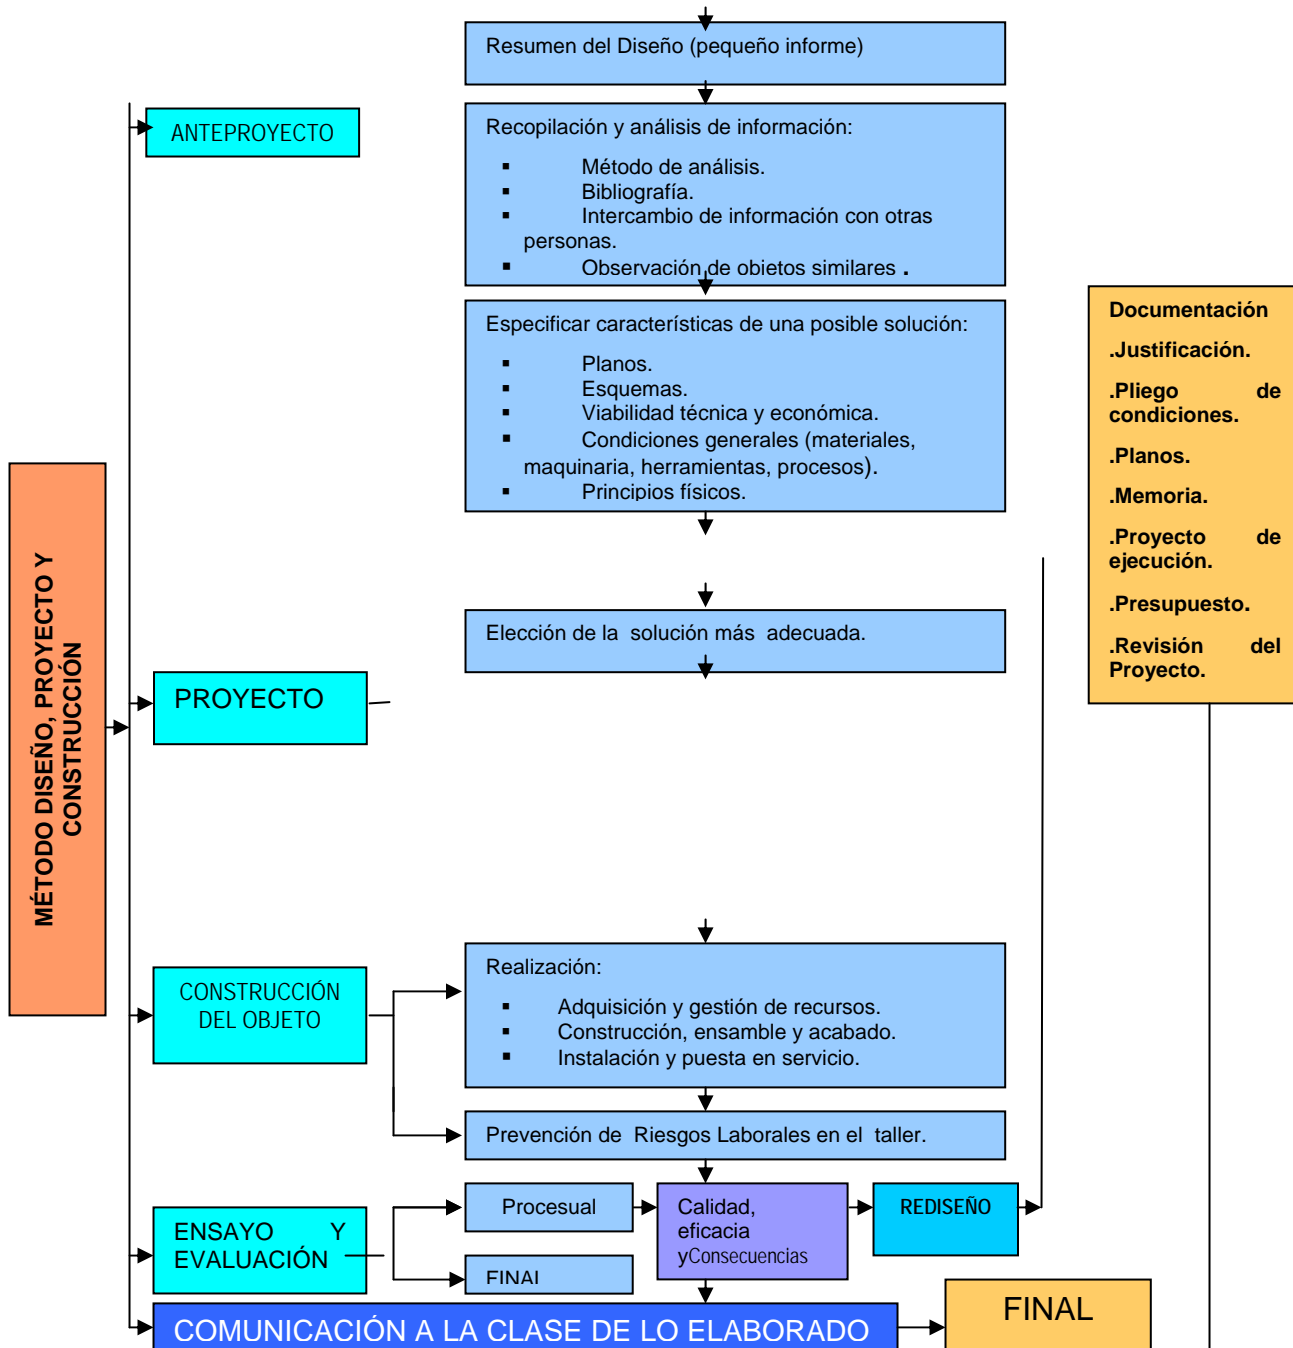 Resumen del Diseño (pequeño informe)
ANTEPROYECTO
Recopilación y análisis de información:
▪ Método de análisis.
▪ Bibliografía.
▪ Intercambio de información con otras
personas.
▪ Observación de objetos similares .
Especificar características de una posible solución:
▪ Planos.
▪ Esquemas.
▪ Viabilidad técnica y económica.
▪ Condiciones generales (materiales,
maquinaria, herramientas, procesos).
▪ Principios físicos.
Documentación
.Justificación.
.Pliego de
condiciones.
.Planos.
.Memoria.
.Proyecto de
ejecución.
.Presupuesto.
.Revisión del
Proyecto.
MÉTODO DISEÑO, PROYECTO Y
CONSTRUCCIÓN
Elección de la solución más adecuada.
PROYECTO
CONSTRUCCIÓN
DEL OBJETO
Realización:
▪ Adquisición y gestión de recursos.
▪ Construcción, ensamble y acabado.
▪ Instalación y puesta en servicio.
Prevención de Riesgos Laborales en el taller.
ENSAYO Y
EVALUACIÓN
Procesual
FINAL
Calidad,
eficacia
yConsecuencias
REDISEÑO
COMUNICACIÓN A LA CLASE DE LO ELABORADO
FINAL